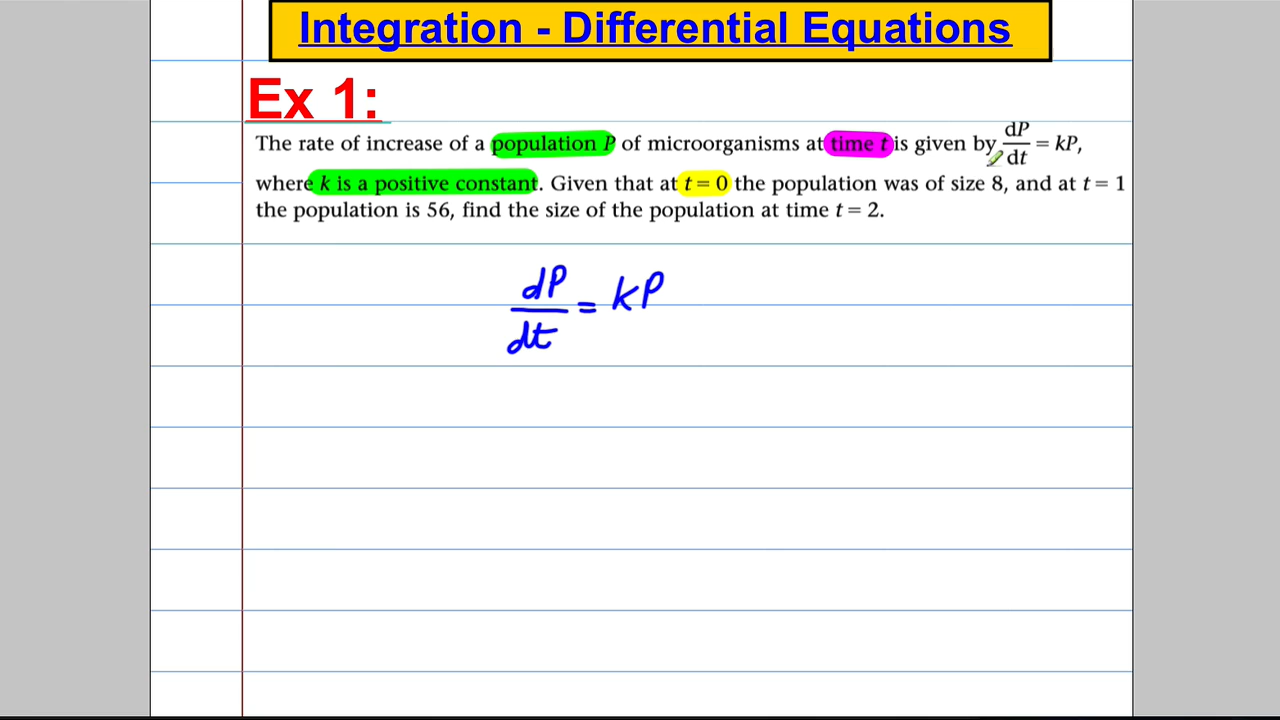 Integration - Differential Equations
Ex 1:
The rate of increase of a population P of microorganisms at time t is given by dP/dt = kP,
where k is a positive constant. Given that at t = 0 the population was of size 8, and at t = 1
the population is 56, find the size of the population at time t = 2.
dP/dt = kP